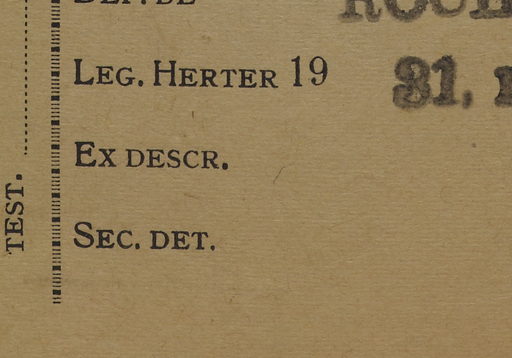 LEG. HERTER 19
31.
EX DESCR.
SEC. DET.
TEST.